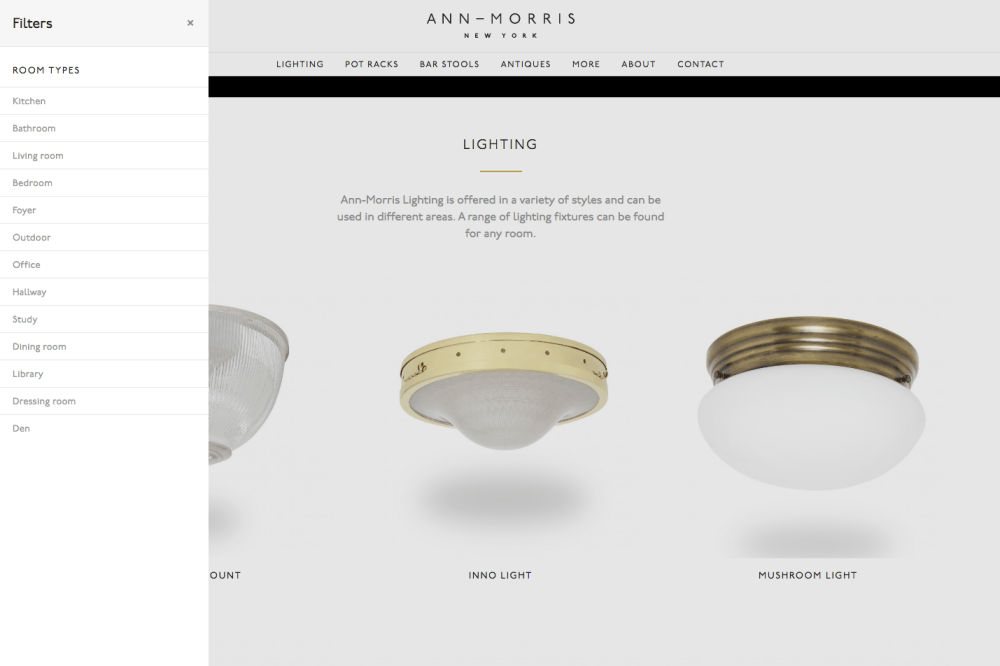 Filters ×
ROOM TYPES
Kitchen
Bathroom
Living room
Bedroom
Foyer
Outdoor
Office
Hallway
Study
Dining room
Library
Dressing room
Den
ANN–MORRIS
NEW YORK
LIGHTING POT RACKS BAR STOOLS ANTIQUES MORE ABOUT CONTACT
LIGHTING
Ann-Morris Lighting is offered in a variety of styles and can be
used in different areas. A range of lighting fixtures can be found
for any room.
OUNT INNO LIGHT MUSHROOM LIGHT